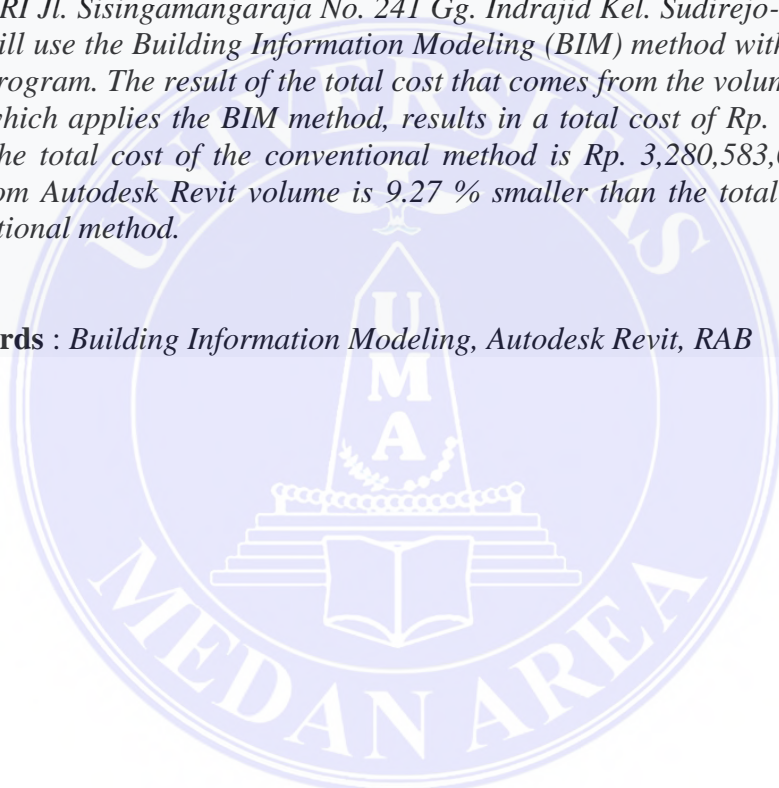 RI Jl. Sisingamangaraja No. 241 Gg. Indrajid Kel. Sudirejo-
ill use the Building Information Modeling (BIM) method with
rogram. The result of the total cost that comes from the volum
which applies the BIM method, results in a total cost of Rp.
he total cost of the conventional method is Rp. 3,280,583,
om Autodesk Revit volume is 9.27 % smaller than the total
tional method.
rds : Building Information Modeling, Autodesk Revit, RAB
UNIVERSITAS
UMA
MEDAN AREA